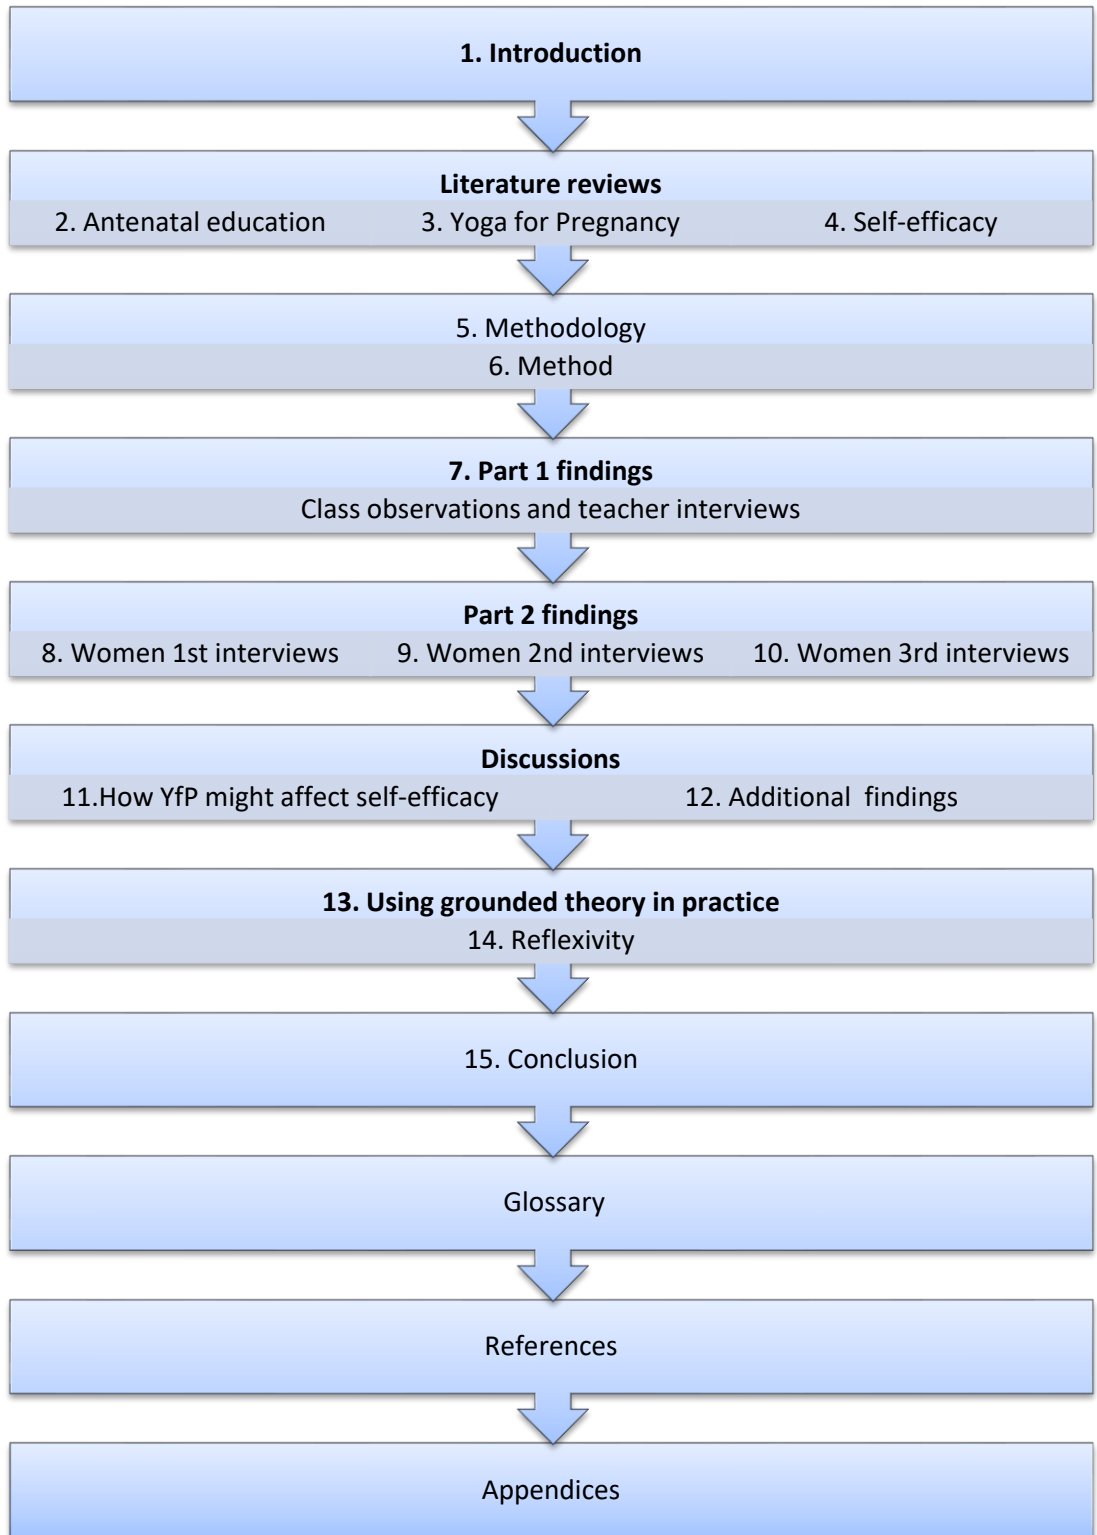 1. Introduction
Literature reviews
2. Antenatal education 3. Yoga for Pregnancy 4. Self-efficacy
5. Methodology
6. Method
7. Part 1 findings
Class observations and teacher interviews
Part 2 findings
8. Women 1st interviews 9. Women 2nd interviews 10. Women 3rd interviews
Discussions
11.How YfP might affect self-efficacy 12. Additional  findings
13. Using grounded theory in practice
14. Reflexivity
15. Conclusion
Glossary
References
Appendices